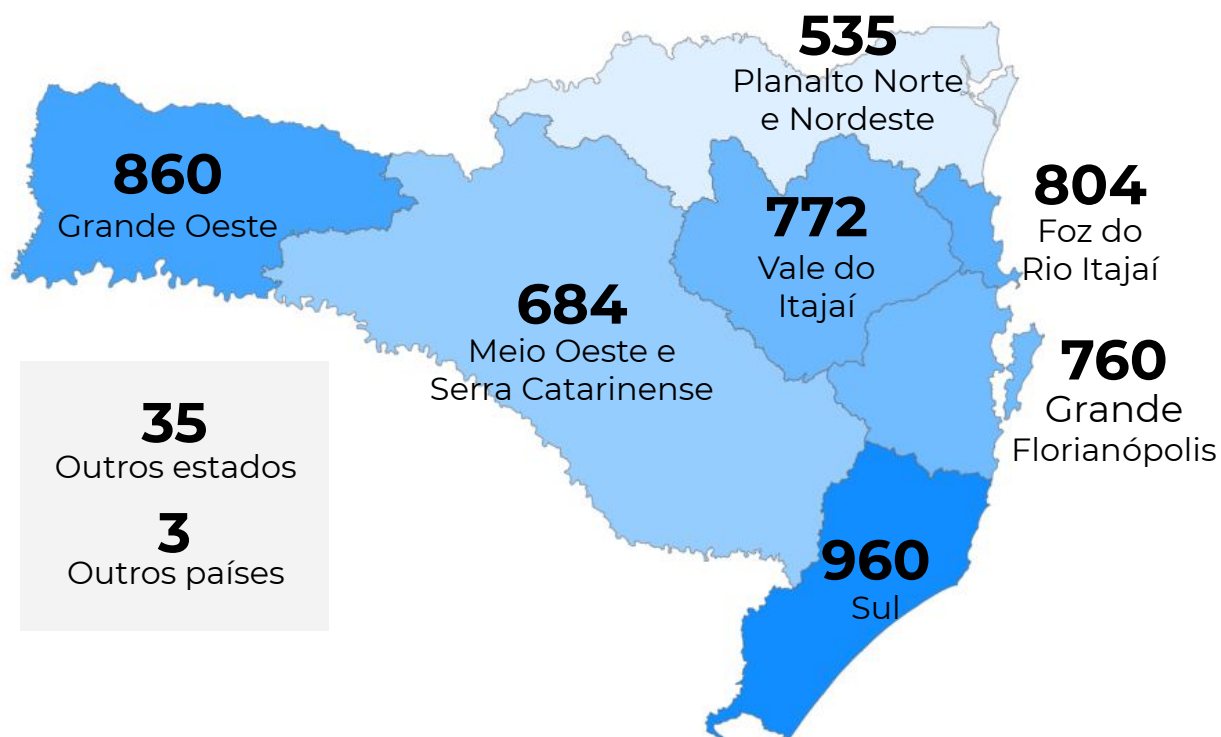 535
Planalto Norte
e Nordeste
860
Grande Oeste
804
Foz do
Rio Itajaí
772
Vale do
Itajaí
684
Meio Oeste e
Serra Catarinense
760
Grande
Florianópolis
35
Outros estados
3
Outros países
960
Sul